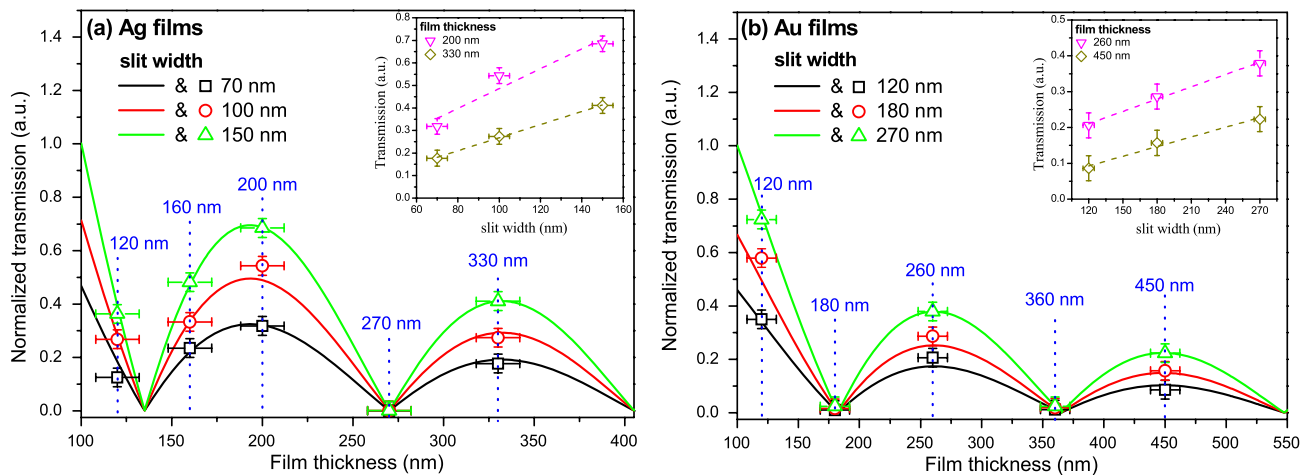 (a) Ag films
slit width
& 70 nm
& 100 nm
& 150 nm
film thickness
200 nm
330 nm
Transmission (a.u.)
0.8
0.7
0.6
0.5
0.4
0.3
0.2
0.1
0.0
60 80 100 120 140 160
slit width (nm)
Normalized transmission (a.u.)
1.4
1.2
1.0
0.8
0.6
0.4
0.2
0.0
120 nm
160 nm
200 nm
270 nm
330 nm
100 150 200 250 300 350 400
Film thickness (nm)
(b) Au films
slit width
& 120 nm
& 180 nm
& 270 nm
film thickness
260 nm
450 nm
Transmission (a.u.)
0.5
0.4
0.3
0.2
0.1
0.0
120 150 180 210 240 270
slit width (nm)
Normalized transmission (a.u.)
1.4
1.2
1.0
0.8
0.6
0.4
0.2
0.0
120 nm
180 nm
260 nm
360 nm
450 nm
100 150 200 250 300 350 400 450 500 550
Film thickness (nm)